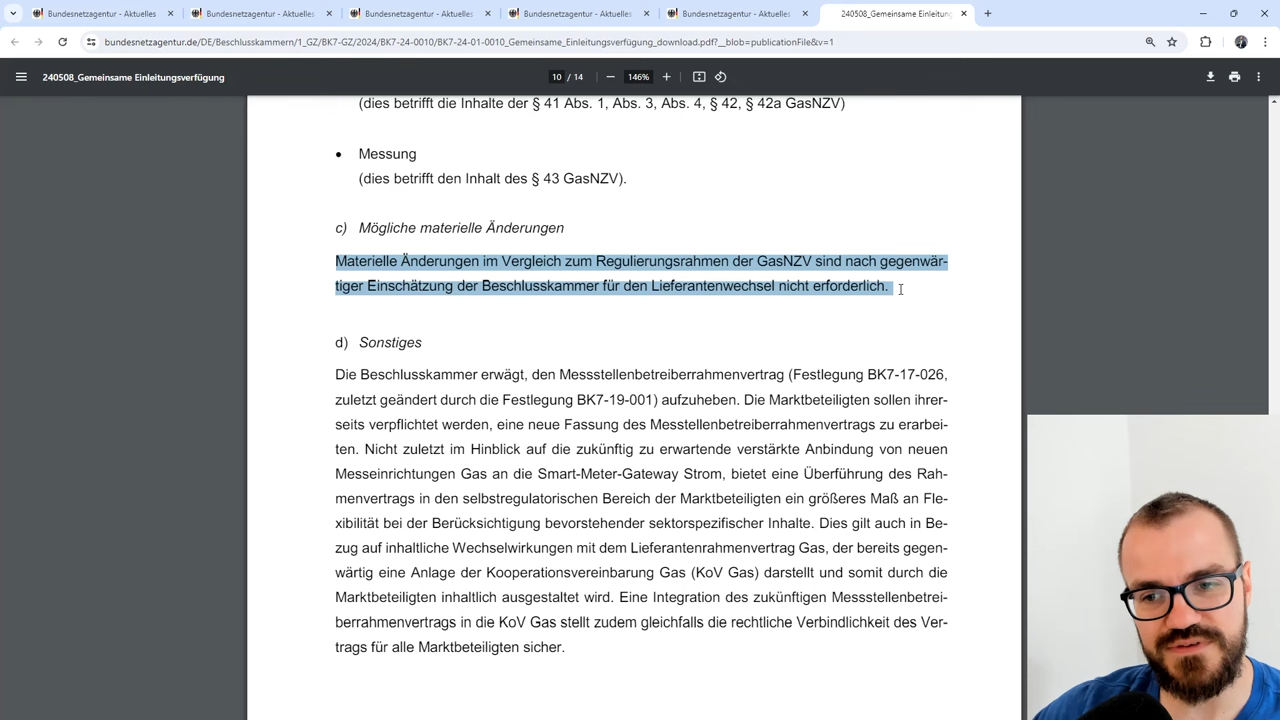 Bundesnetzagentur - Aktuelles
Bundesnetzagentur - Aktuelles
Bundesnetzagentur - Aktuelles
Bundesnetzagentur - Aktuelles
Bundesnetzagentur - Aktuelles
240508_Gemeinsame Einleitung
bundesnetzagentur.de/DE/Beschlusskammern/1_GZ/BK7-GZ/2024/BK7-24-0010/BK7-24-01-0010_Gemeinsame_Einleitungsverfügung_download.pdf?__blob=publicationFile&v=1
240508_Gemeinsame Einleitungsverfügung
10 / 14
146%
(dies betrifft die Inhalte der § 41 Abs. 1, Abs. 3, Abs. 4, § 42, § 42a GasNZV)
• Messung
(dies betrifft den Inhalt des § 43 GasNZV).
c) Mögliche materielle Änderungen
Materielle Änderungen im Vergleich zum Regulierungsrahmen der GasNZV sind nach gegenwär-
tiger Einschätzung der Beschlusskammer für den Lieferantenwechsel nicht erforderlich.
d) Sonstiges
Die Beschlusskammer erwägt, den Messstellenbetreiberrahmenvertrag (Festlegung BK7-17-026,
zuletzt geändert durch die Festlegung BK7-19-001) aufzuheben. Die Marktbeteiligten sollen ihrer-
seits verpflichtet werden, eine neue Fassung des Messstellenbetreiberrahmenvertrags zu erarbei-
ten. Nicht zuletzt im Hinblick auf die zukünftig zu erwartende verstärkte Anbindung von neuen
Messeinrichtungen Gas an die Smart-Meter-Gateway Strom, bietet eine Überführung des Rah-
menvertrags in den selbstregulatorischen Bereich der Marktbeteiligten ein größeres Maß an Fle-
xibilität bei der Berücksichtigung bevorstehender sektorspezifischer Inhalte. Dies gilt auch in Be-
zug auf inhaltliche Wechselwirkungen mit dem Lieferantenrahmenvertrag Gas, der bereits gegen-
wärtig eine Anlage der Kooperationsvereinbarung Gas (KoV Gas) darstellt und somit durch die
Marktbeteiligten inhaltlich ausgestaltet wird. Eine Integration des zukünftigen Messstellenbetrei-
berrahmenvertrags in die KoV Gas stellt zudem gleichfalls die rechtliche Verbindlichkeit des Ver-
trags für alle Marktbeteiligten sicher.